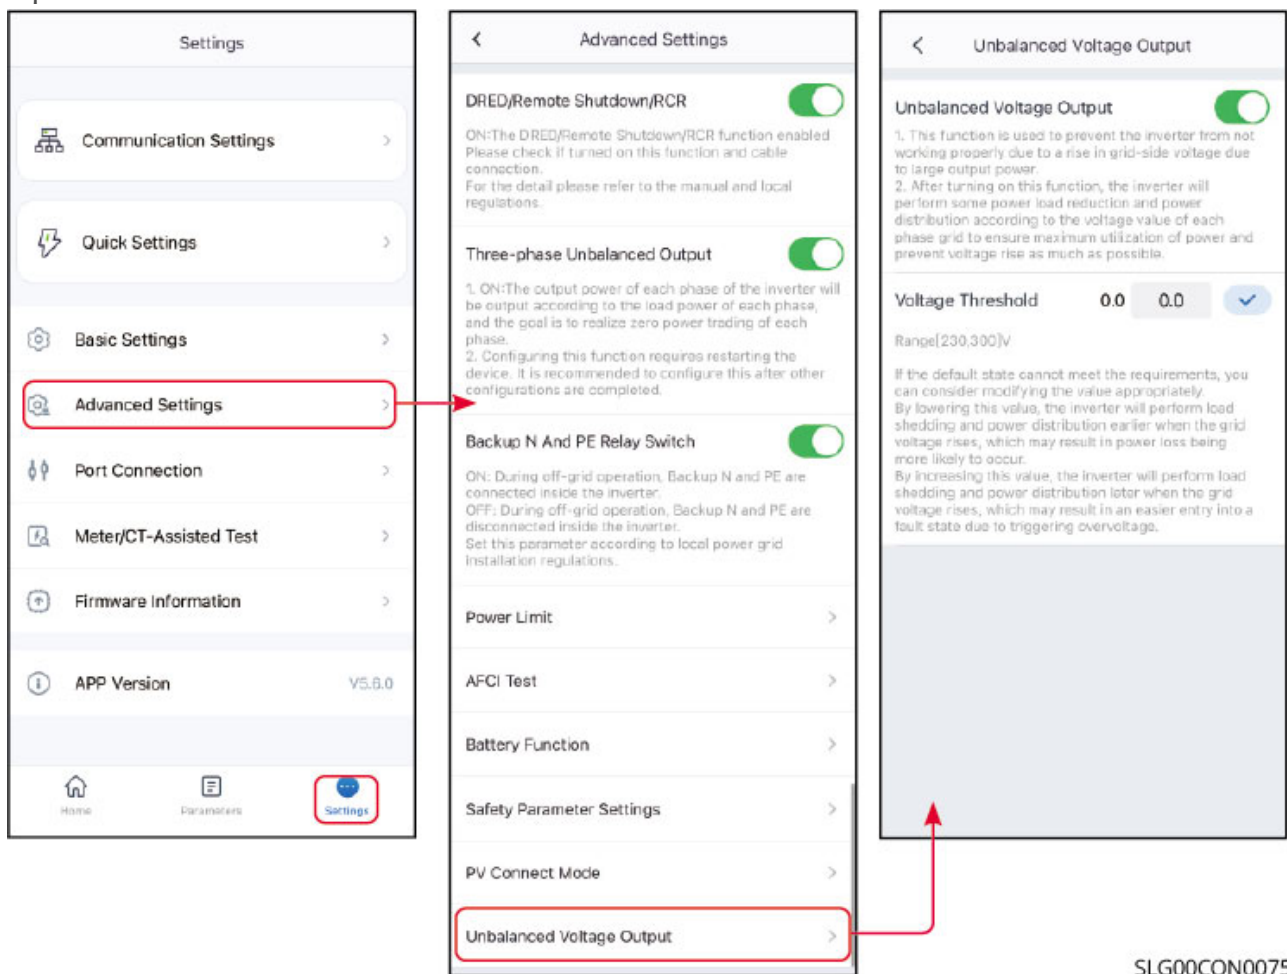 Settings
Communication Settings
Quick Settings
Basic Settings
Advanced Settings
Port Connection
Meter/CT-Assisted Test
Firmware Information
APP Version V5.6.0
Home Parameters Settings
Advanced Settings
DRED/Remote Shutdown/RCR
ON:The DRED/Remote Shutdown/RCR function enabled
Please check if turned on this function and cable
connection.
For the detail please refer to the manual and local
regulations.
Three-phase Unbalanced Output
1. ON:The output power of each phase of the inverter will
be output according to the load power of each phase,
and the goal is to realize zero power trading of each
phase.
2. Configuring this function requires restarting the
device. It is recommended to configure this after other
configurations are completed.
Backup N And PE Relay Switch
ON: During off-grid operation, Backup N and PE are
connected inside the inverter.
OFF: During off-grid operation, Backup N and PE are
disconnected inside the inverter.
Set this parameter according to local power grid
installation regulations.
Power Limit
AFCI Test
Battery Function
Safety Parameter Settings
PV Connect Mode
Unbalanced Voltage Output
Unbalanced Voltage Output
Unbalanced Voltage Output
1. This function is used to prevent the inverter from not
working properly due to a rise in grid-side voltage due
to large output power.
2. After turning on this function, the inverter will
perform some power load reduction and power
distribution according to the voltage value of each
phase grid to ensure maximum utilization of power and
prevent voltage rise as much as possible.
Voltage Threshold 0.0 0.0
Range[230,300]V
If the default state cannot meet the requirements, you
can consider modifying the value appropriately.
By lowering this value, the inverter will perform load
shedding and power distribution earlier when the grid
voltage rises, which may result in power loss being
more likely to occur.
By increasing this value, the inverter will perform load
shedding and power distribution later when the grid
voltage rises, which may result in an easier entry into a
fault state due to triggering overvoltage.
SLG00CON0075